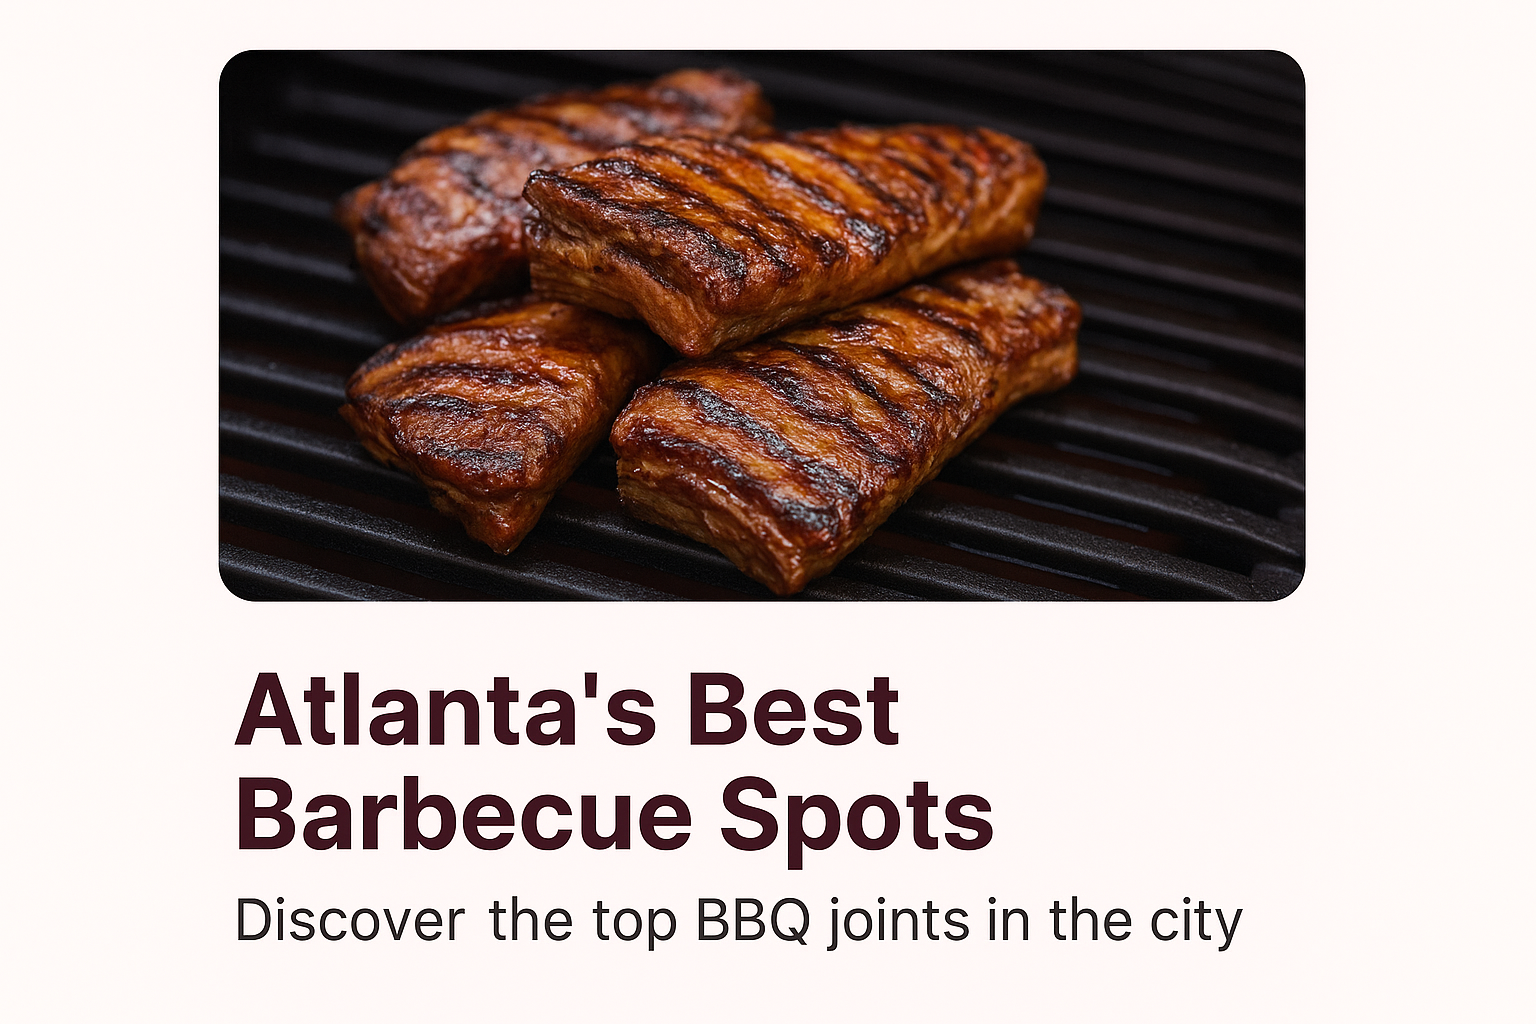 Atlanta's Best
Barbecue Spots
Discover the top BBQ joints in the city